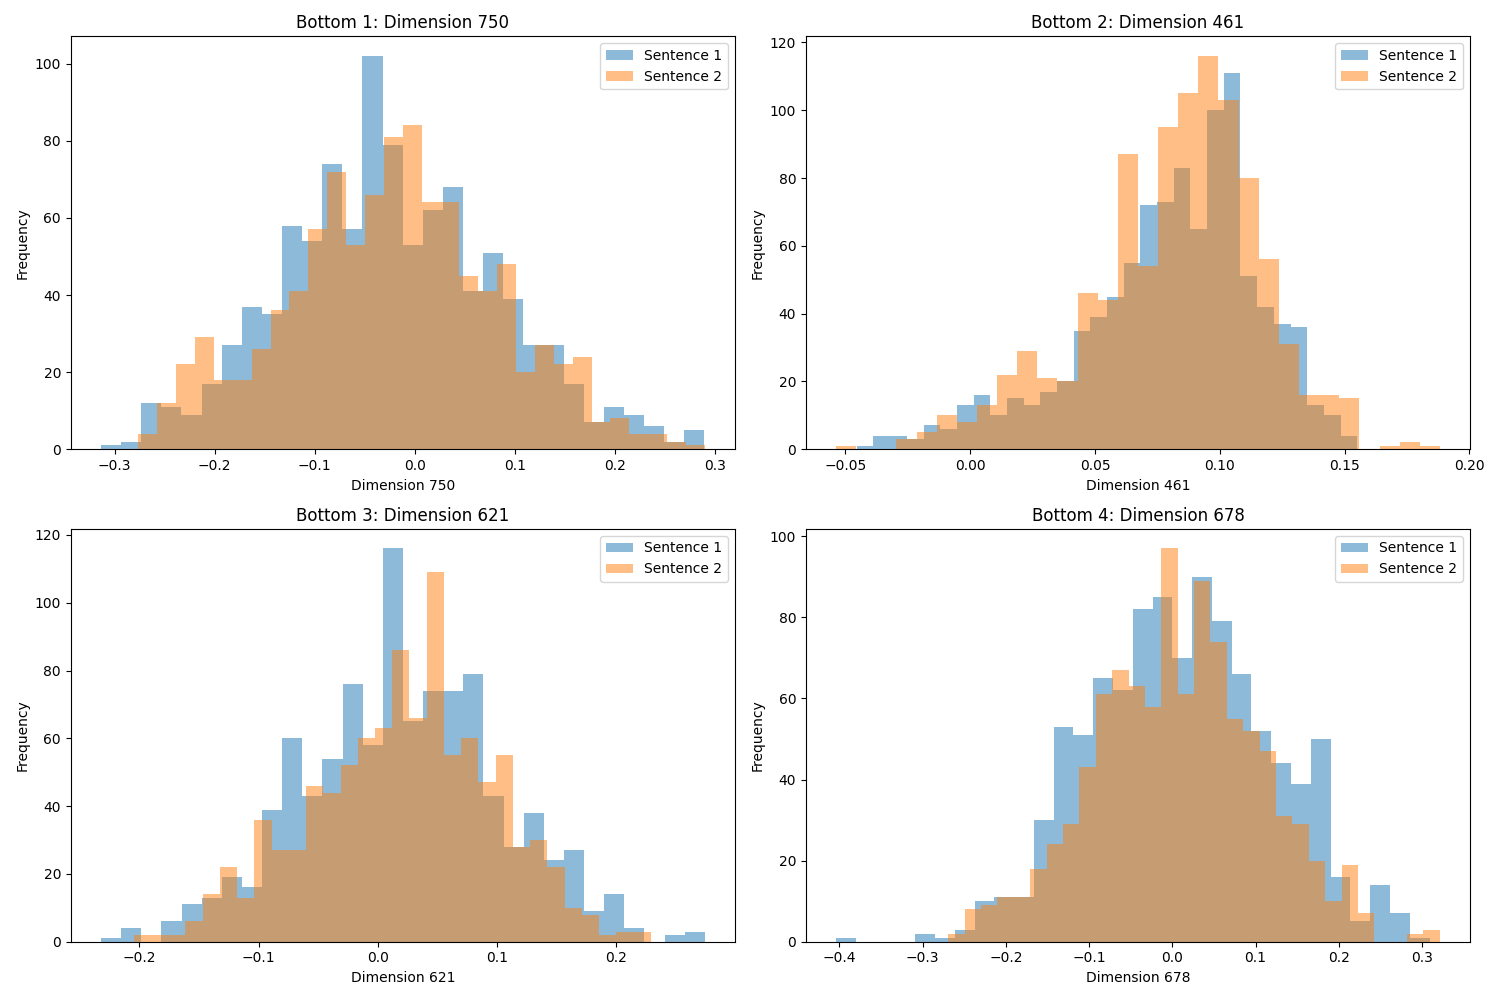 Bottom 1: Dimension 750
Sentence 1
Sentence 2
Frequency
100
80
60
40
20
0
−0.3 −0.2 −0.1 0.0 0.1 0.2 0.3
Dimension 750
Bottom 2: Dimension 461
Sentence 1
Sentence 2
Frequency
120
100
80
60
40
20
0
−0.05 0.00 0.05 0.10 0.15 0.20
Dimension 461
Bottom 3: Dimension 621
Sentence 1
Sentence 2
Frequency
120
100
80
60
40
20
0
−0.2 −0.1 0.0 0.1 0.2
Dimension 621
Bottom 4: Dimension 678
Sentence 1
Sentence 2
Frequency
100
80
60
40
20
0
−0.4 −0.3 −0.2 −0.1 0.0 0.1 0.2 0.3
Dimension 678